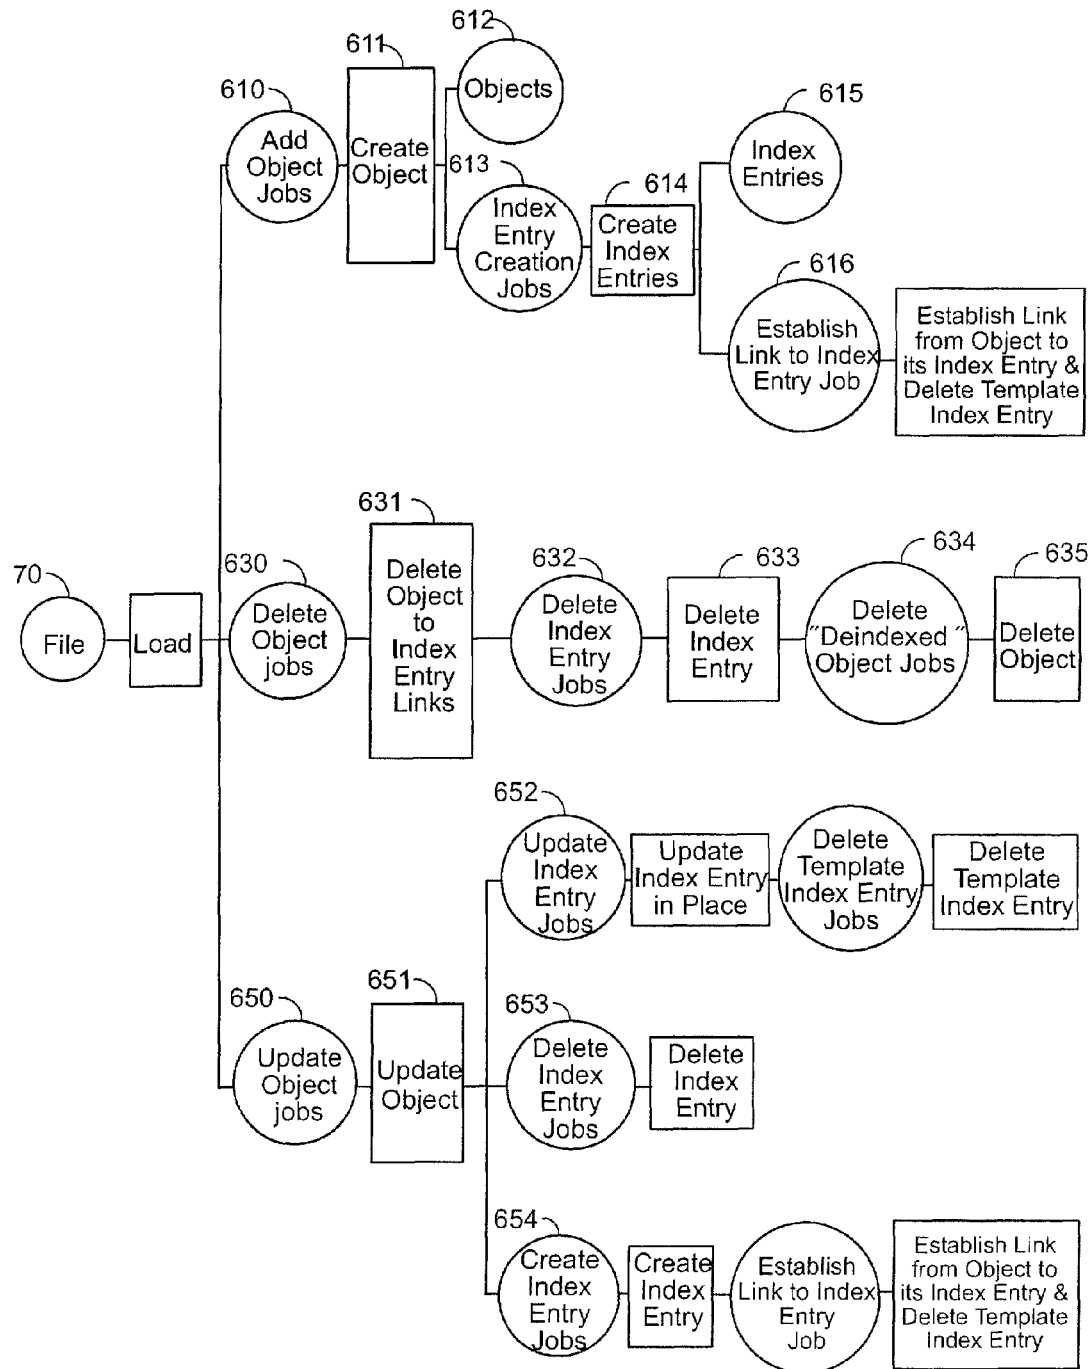 612
611
610
Objects
615
Add
Object
Jobs
Create
Object
613
Index
Entries
614
Index
Entry
Creation
Jobs
Create
Index
Entries
616
Establish
Link to Index
Entry Job
Establish Link
from Object to
its Index Entry &
Delete Template
Index Entry
70
File
Load
630
Delete
Object
jobs
631
Delete
Object
to
Index
Entry
Links
632
Delete
Index
Entry
Jobs
633
Delete
Index
Entry
634
Delete
"Deindexed "
Object Jobs
635
Delete
Object
652
Update
Index
Entry
Jobs
Update
Index Entry
in Place
Delete
Template
Index Entry
Jobs
Delete
Template
Index Entry
650
Update
Object
jobs
651
Update
Object
653
Delete
Index
Entry
Jobs
Delete
Index
Entry
654
Create
Index
Entry
Jobs
Create
Index
Entry
Establish
Link to Index
Entry
Job
Establish Link
from Object to
its Index Entry &
Delete Template
Index Entry